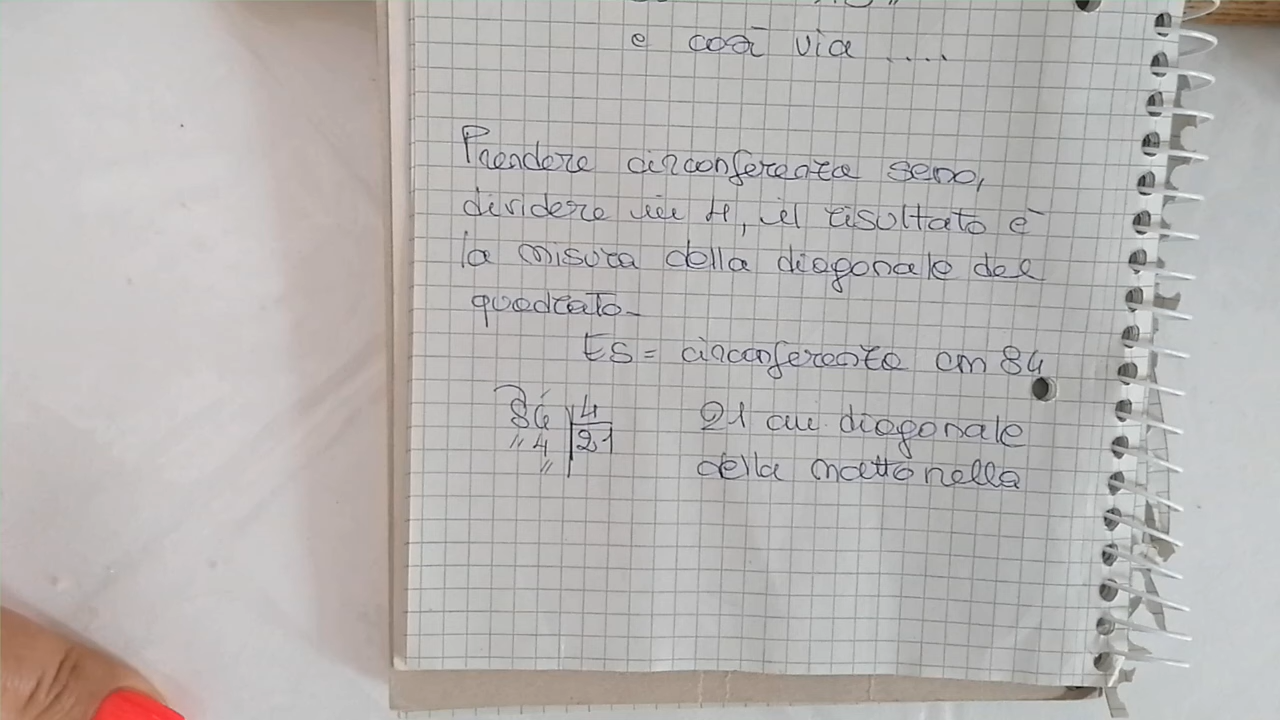 e così via ....
Prendere circonferenza seno,
dividere in 4, il risultato è
la misura della diagonale del
quadrato-
ES = circonferenza cm 84
84 4
" 4 21
"
21 cm diagonale
della mattonella